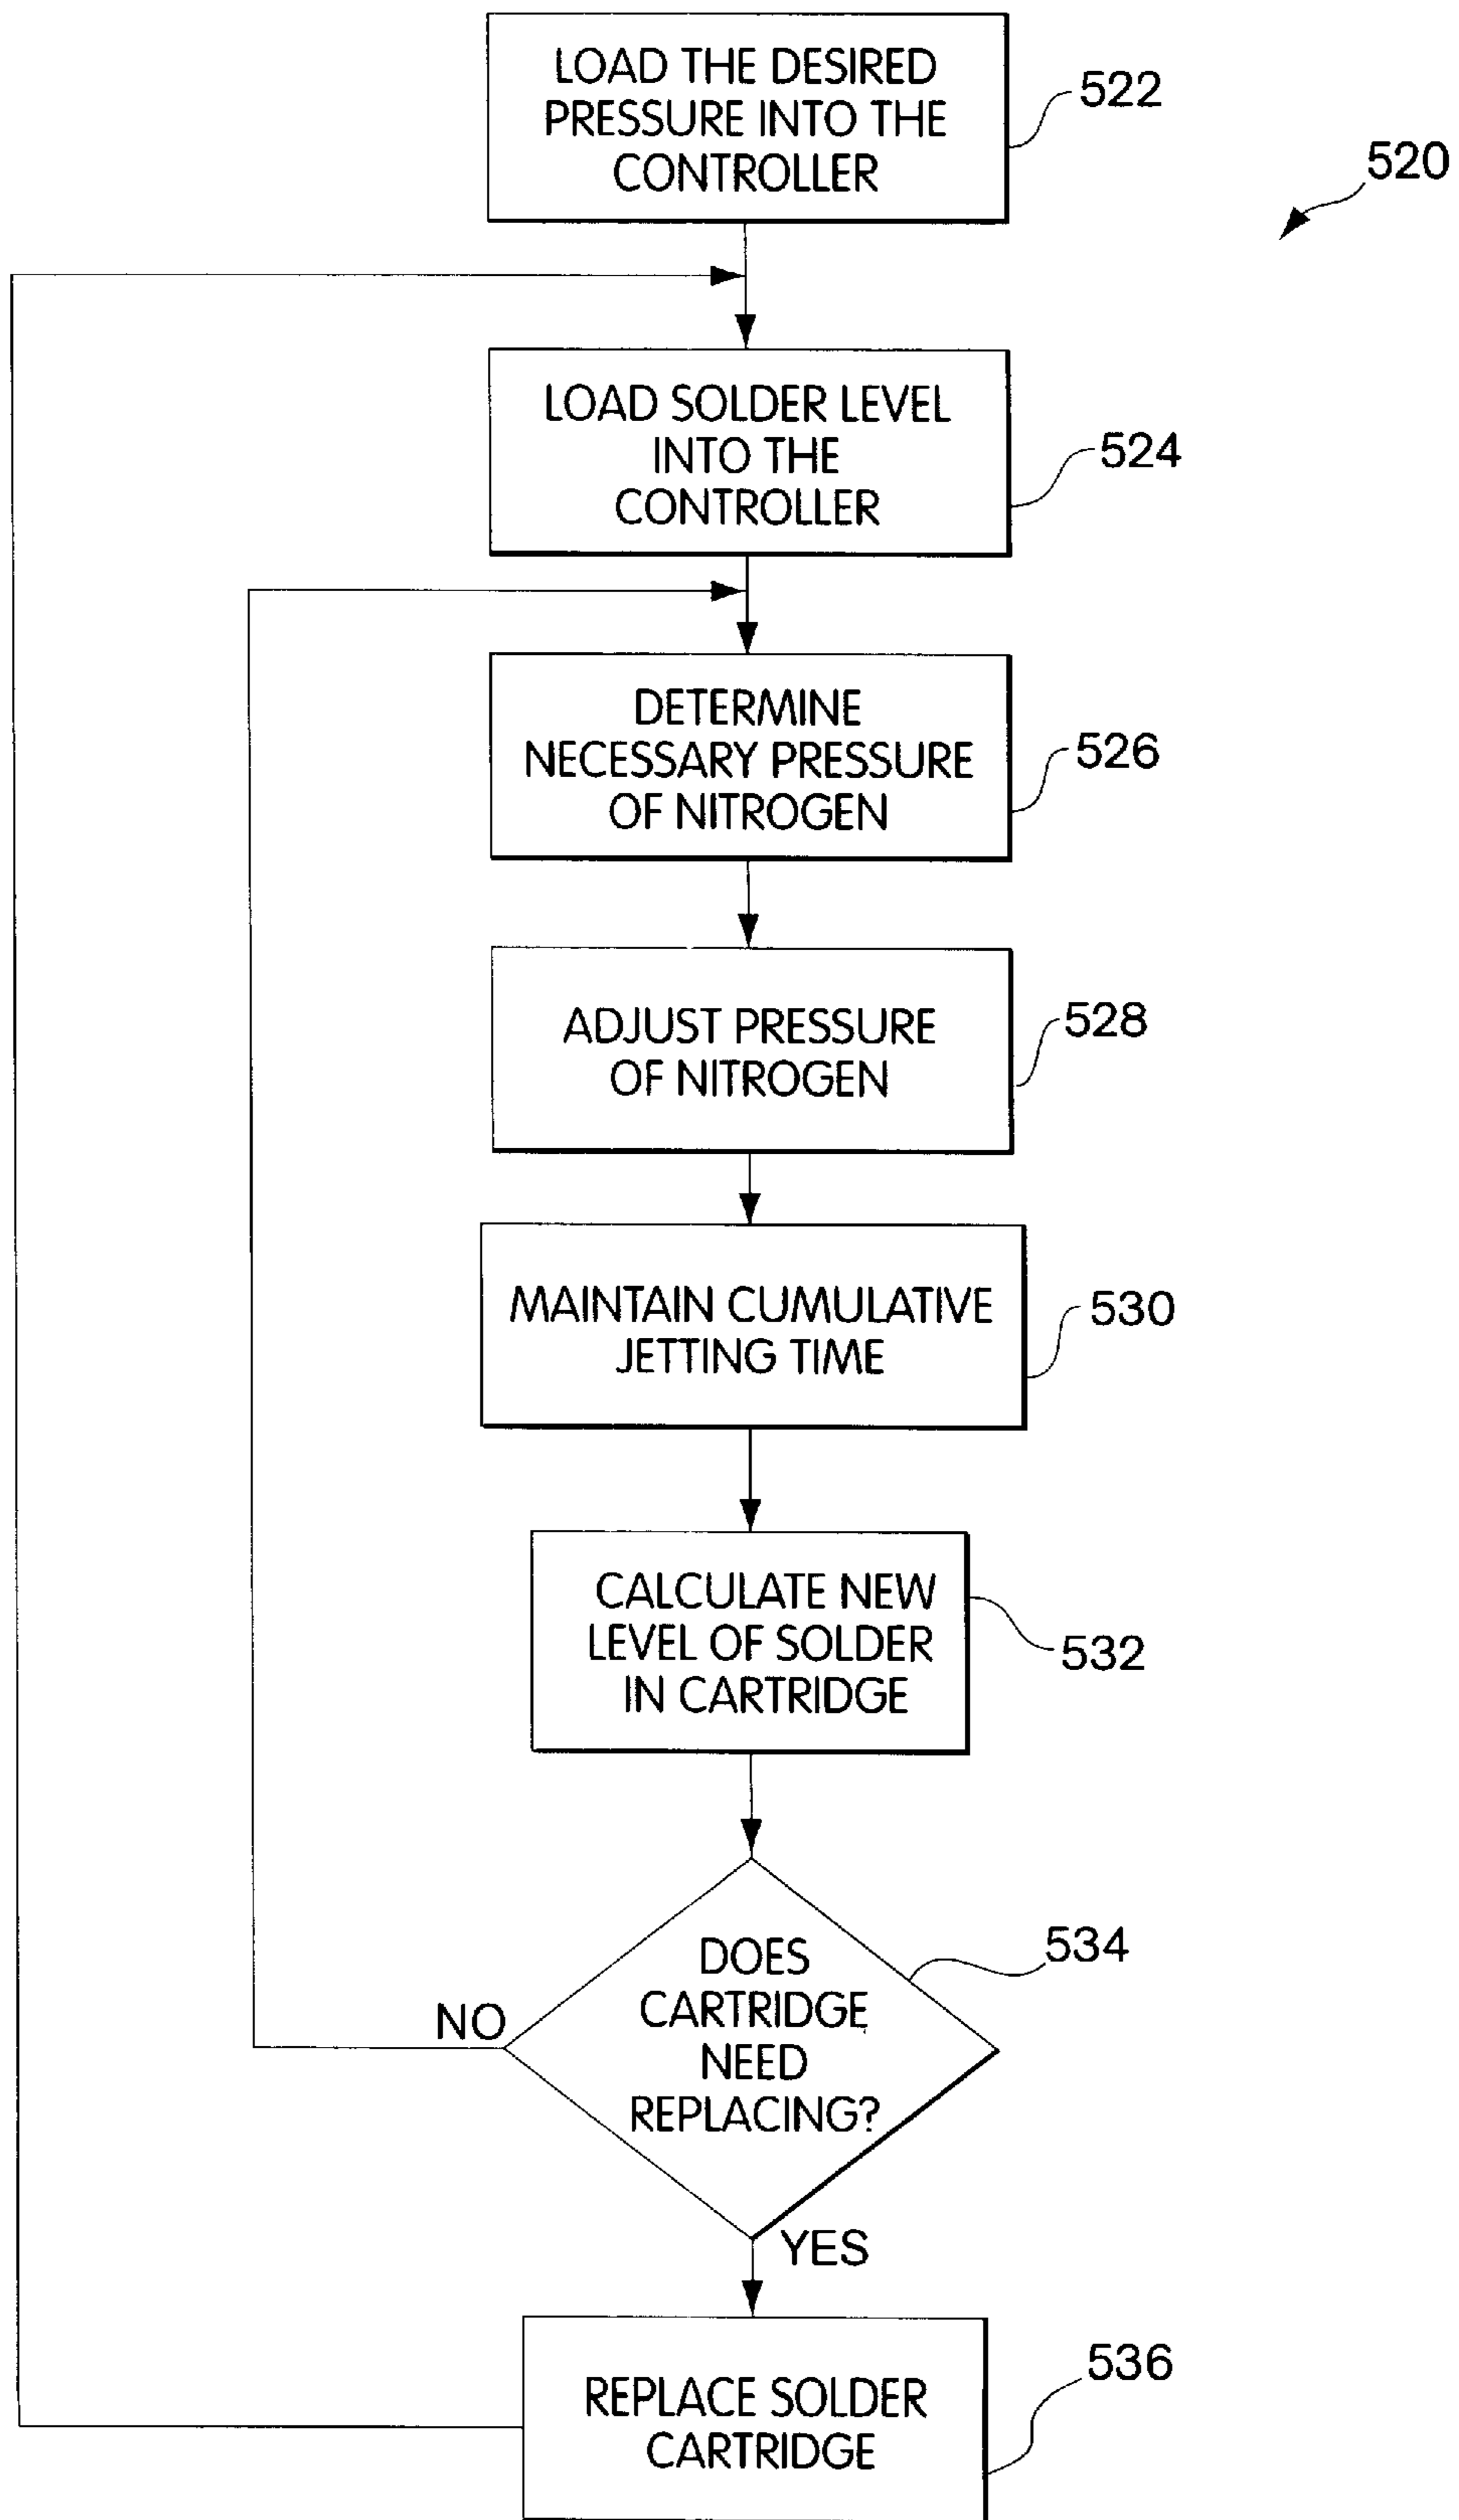 LOAD THE DESIRED
PRESSURE INTO THE
CONTROLLER
522
520
LOAD SOLDER LEVEL
INTO THE
CONTROLLER
524
DETERMINE
NECESSARY PRESSURE
OF NITROGEN
526
ADJUST PRESSURE
OF NITROGEN
528
MAINTAIN CUMULATIVE
JETTING TIME
530
CALCULATE NEW
LEVEL OF SOLDER
IN CARTRIDGE
532
DOES
CARTRIDGE
NEED
REPLACING?
534
NO
YES
REPLACE SOLDER
CARTRIDGE
536